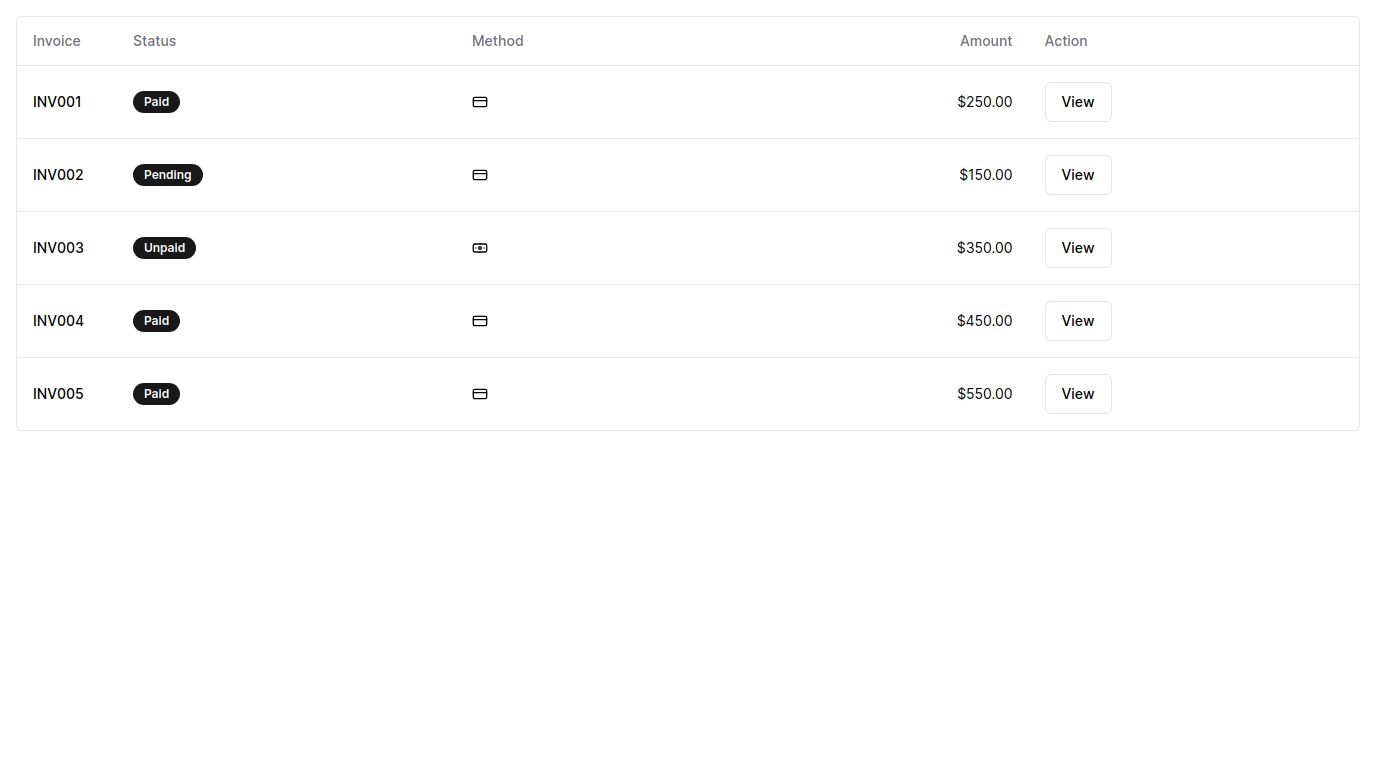 Invoice Status Method Amount Action
INV001 Paid $250.00 View
INV002 Pending $150.00 View
INV003 Unpaid $350.00 View
INV004 Paid $450.00 View
INV005 Paid $550.00 View